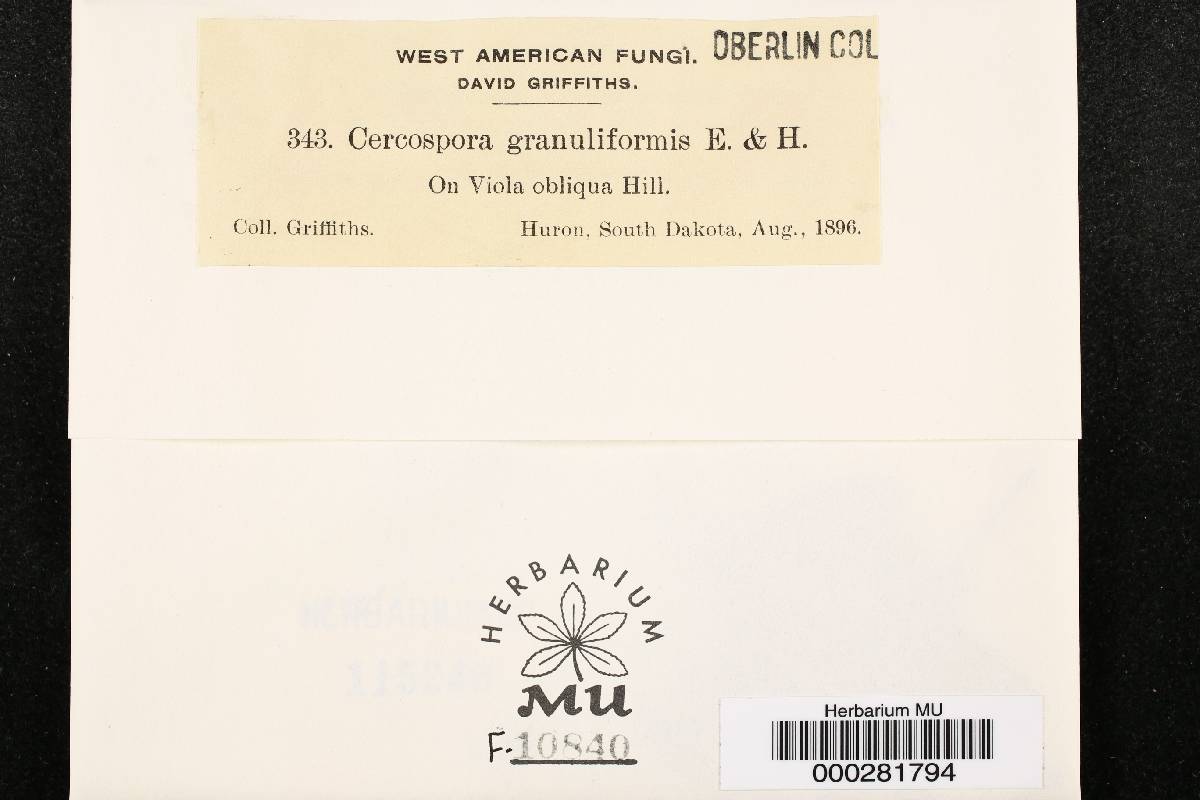 WEST AMERICAN FUNGI. OBERLIN COL
DAVID GRIFFITHS.
343. Cercospora granuliformis E. & H.
On Viola obliqua Hill.
Coll. Griffiths. Huron, South Dakota, Aug., 1896.
HERBARIUM
MU
F. 10840
Herbarium MU
000281794